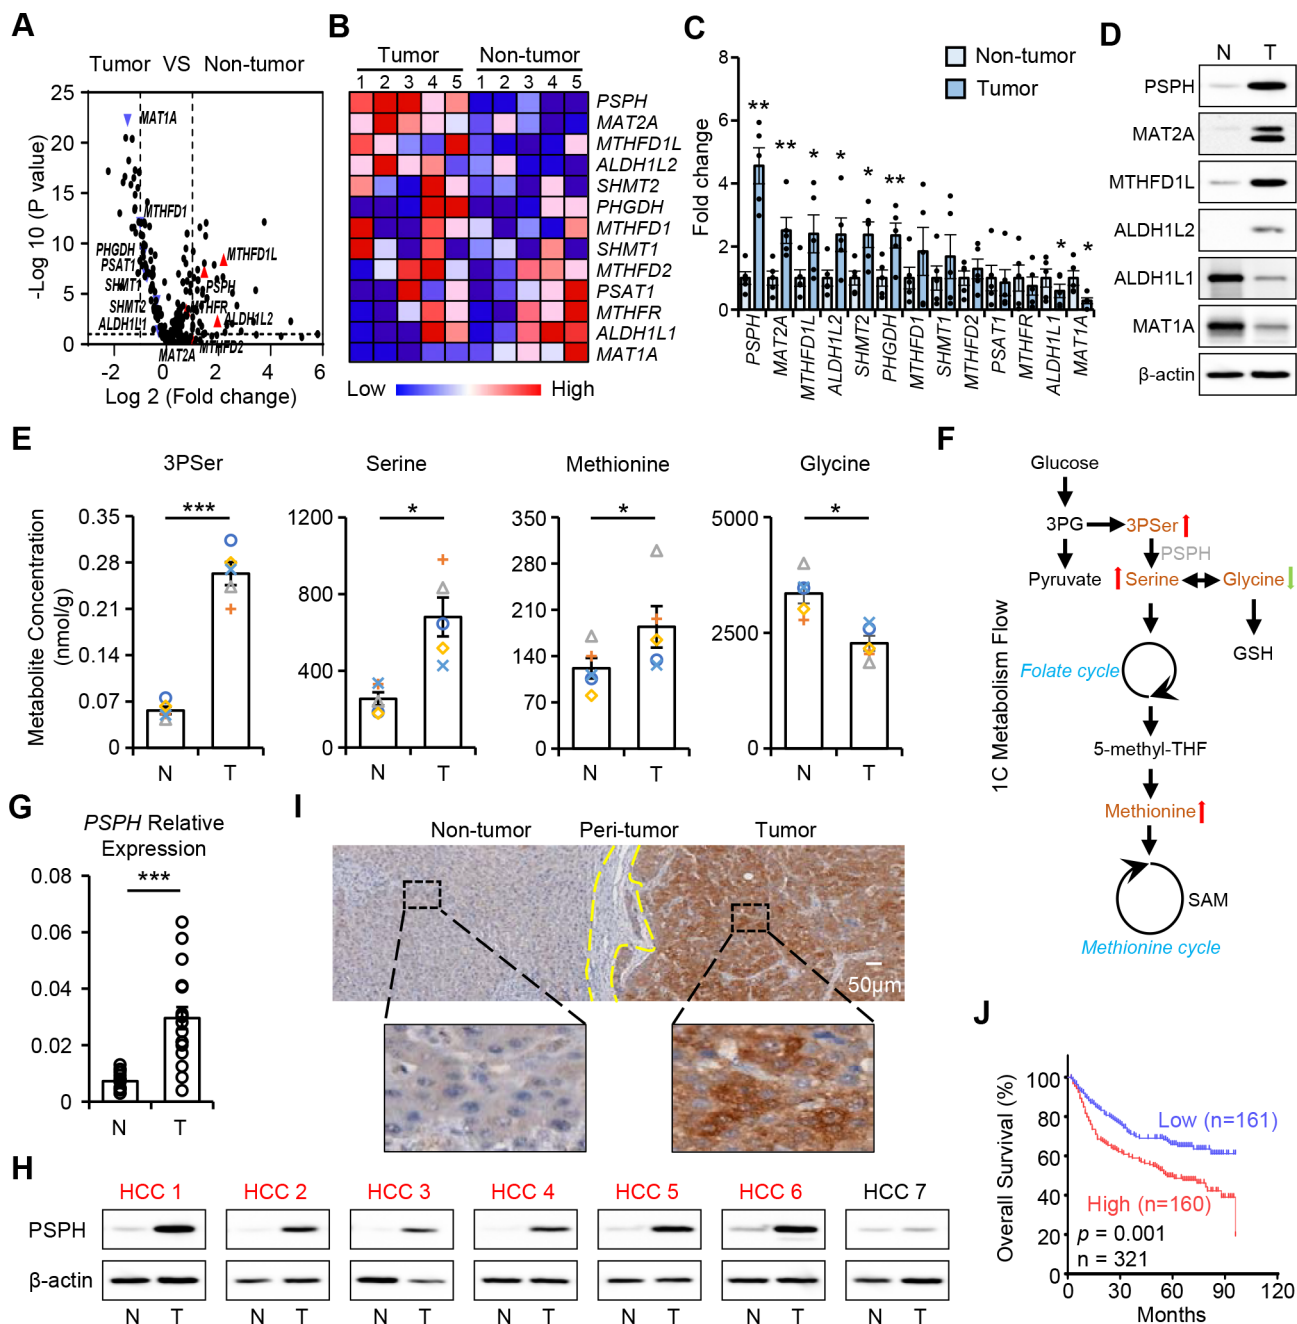 A
Tumor VS Non-tumor
-Log 10 (P value)
25
20
15
10
5
0
-2 0 2 4 6
Log 2 (Fold change)
MAT1A
MTHFD1
PHGDH
PSAT1
SHMT1
SHMT2
ALDH1L1
MTHFD1L
PSPH
MTHFR
ALDH1L2
MAT2A
MTHFD2
B
Tumor Non-tumor
1 2 3 4 5 1 2 3 4 5
PSPH
MAT2A
MTHFD1L
ALDH1L2
SHMT2
PHGDH
MTHFD1
SHMT1
MTHFD2
PSAT1
MTHFR
ALDH1L1
MAT1A
Low High
C
Non-tumor
Tumor
Fold change
8
6
4
2
0
** ** * * * ** * *
PSPH
MAT2A
MTHFD1L
ALDH1L2
SHMT2
PHGDH
MTHFD1
SHMT1
MTHFD2
PSAT1
MTHFR
ALDH1L1
MAT1A
D
N T
PSPH
MAT2A
MTHFD1L
ALDH1L2
ALDH1L1
MAT1A
β-actin
E
Metabolite Concentration
(nmol/g)
3PSer
***
0.35
0.28
0.21
0.14
0.07
0
N T
Serine
*
1200
800
400
0
N T
Methionine
*
350
280
210
140
70
0
N T
Glycine
*
5000
2500
0
N T
F
1C Metabolism Flow
Glucose
3PG 3PSer
PSPH
Pyruvate Serine Glycine
GSH
Folate cycle
5-methyl-THF
Methionine
SAM
Methionine cycle
G
PSPH Relative
Expression
***
0.08
0.06
0.04
0.02
0
N T
H
HCC 1 HCC 2 HCC 3 HCC 4 HCC 5 HCC 6 HCC 7
PSPH
β-actin
N T N T N T N T N T N T N T
I
Non-tumor Peri-tumor Tumor
50μm
J
Overall Survival (%)
100
80
60
40
20
0
Low (n=161)
High (n=160)
p = 0.001
n = 321
0 30 60 90 120
Months